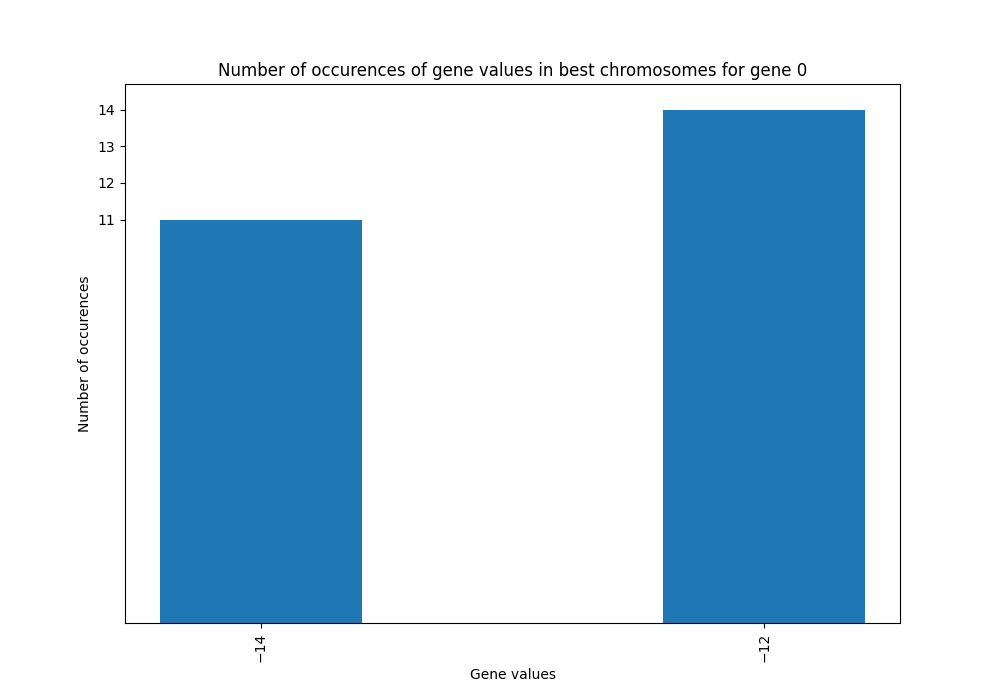 Number of occurences of gene values in best chromosomes for gene 0
14
13
12
11
Number of occurences
−14
−12
Gene values